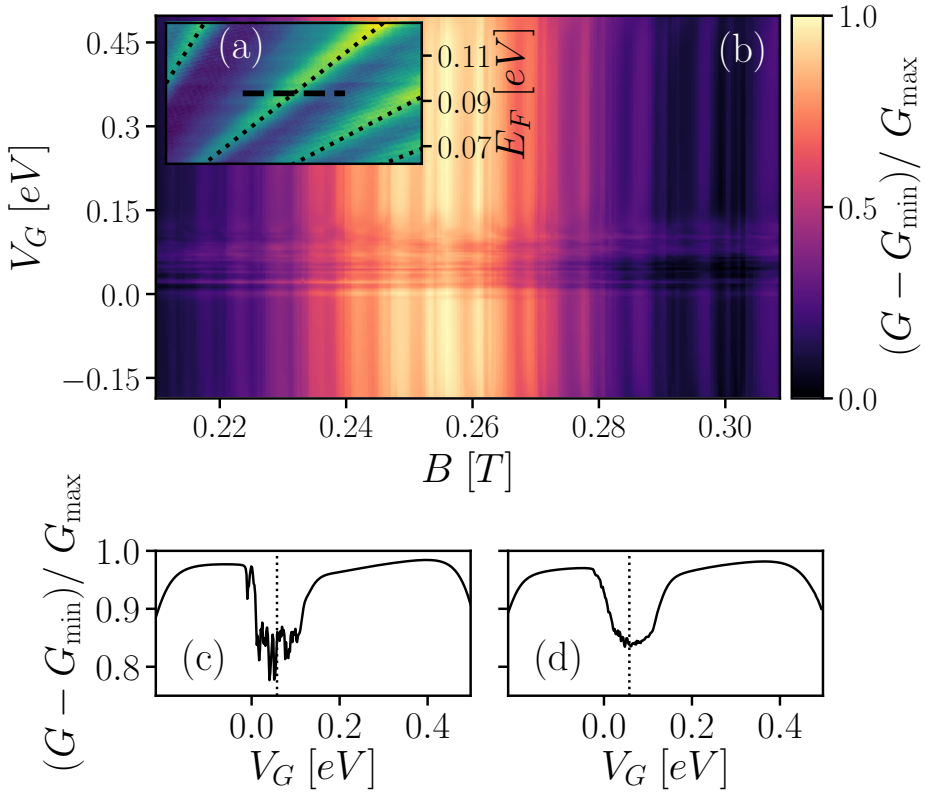 (a)
(b)
0.11
0.09
0.07
E_F [eV]
0.45
0.3
0.15
0.0
−0.15
V_G [eV]
0.22
0.24
0.26
0.28
0.30
B [T]
1.0
0.5
0.0
(G − G_min)/ G_max
1.0
0.9
0.8
(G − G_min)/ G_max
(c)
(d)
0.0
0.2
0.4
V_G [eV]
0.0
0.2
0.4
V_G [eV]